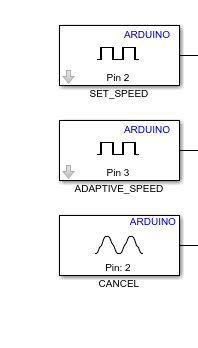 ARDUINO
Pin 2
SET_SPEED
ARDUINO
Pin 3
ADAPTIVE_SPEED
ARDUINO
Pin: 2
CANCEL